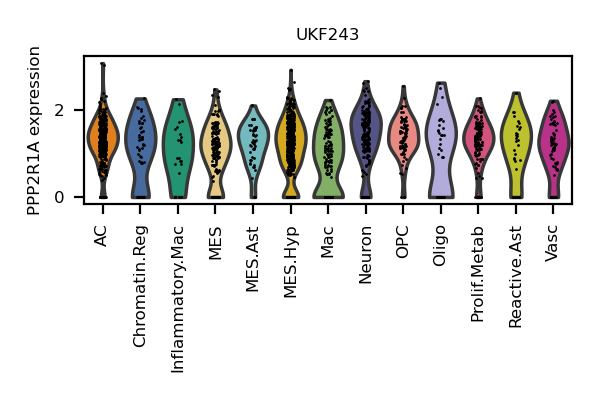 UKF243
PPP2R1A expression
2
0
AC
Chromatin.Reg
Inflammatory.Mac
MES
MES.Ast
MES.Hyp
Mac
Neuron
OPC
Oligo
Prolif.Metab
Reactive.Ast
Vasc